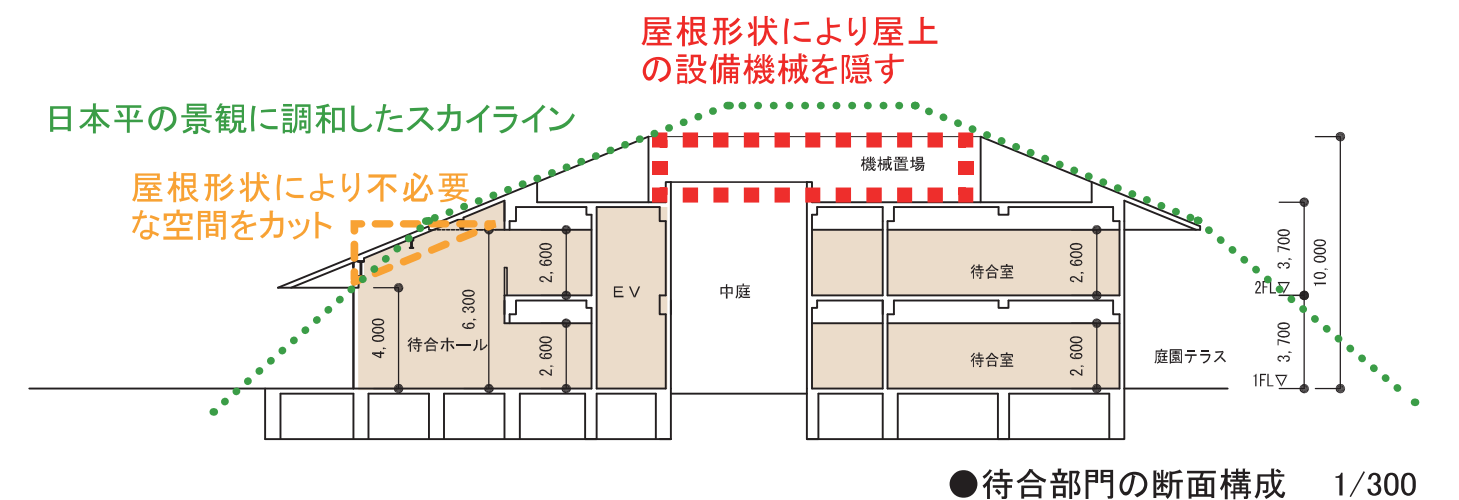 屋根形状により屋上
の設備機械を隠す
日本平の景観に調和したスカイライン
屋根形状により不必要
な空間をカット
機械置場
2,600
EV
中庭
待合室
2,600
3,700
10,000
2FL▽
4,000
6,300
待合ホール
2,600
待合室
2,600
庭園テラス
3,700
1FL▽
●待合部門の断面構成 1/300